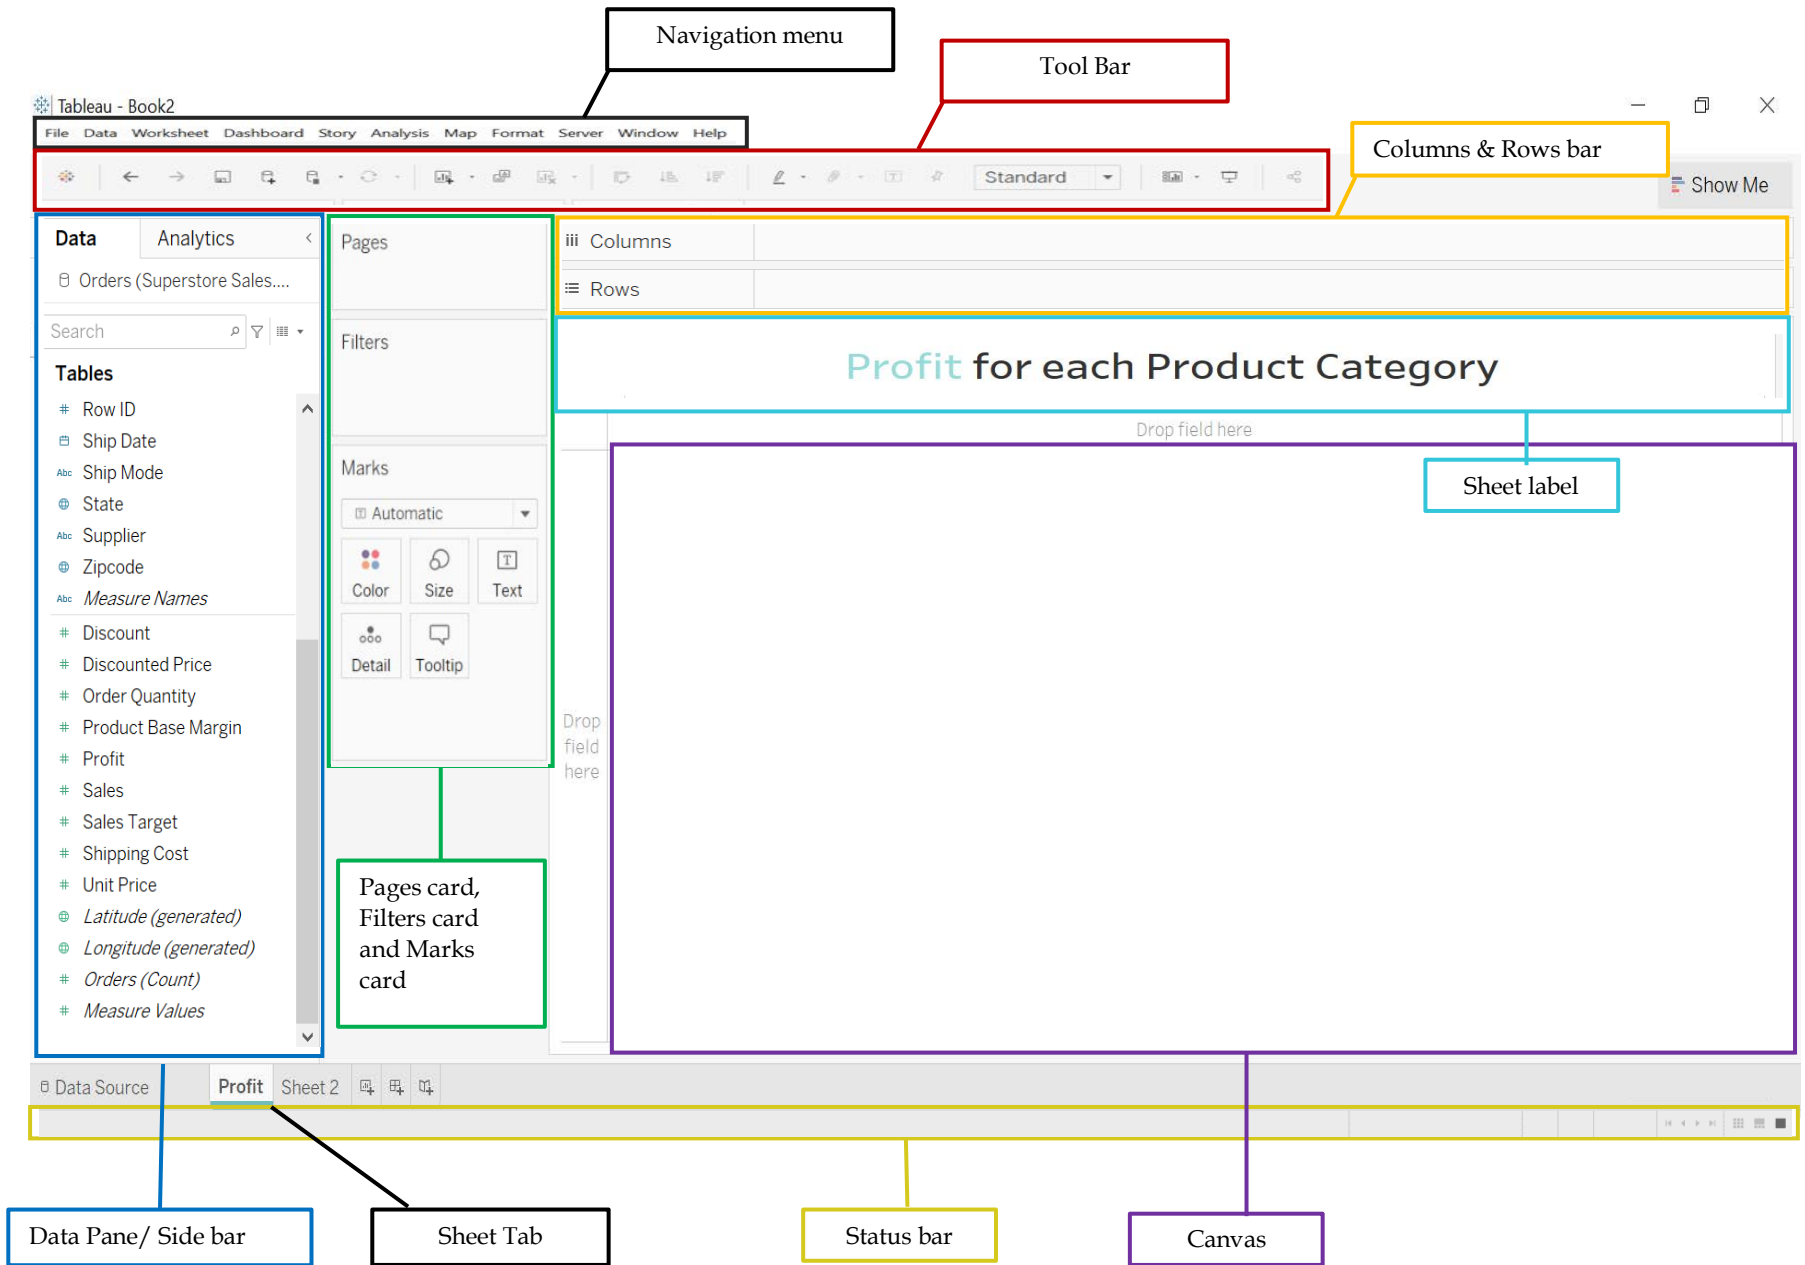 Navigation menu
Tool Bar
Tableau - Book2
File Data Worksheet Dashboard Story Analysis Map Format Server Window Help
Columns & Rows bar
Standard
Show Me
Data Analytics
Pages
Columns
Orders (Superstore Sales....
Rows
Search
Filters
Profit for each Product Category
Tables
Row ID
Drop field here
Ship Date
Marks
Abc Ship Mode
Sheet label
State
Automatic
Abc Supplier
Zipcode
Color Size Text
Abc Measure Names
Discount
Discounted Price
Detail Tooltip
Order Quantity
Product Base Margin
Drop
field
here
Profit
Sales
Sales Target
Shipping Cost
Unit Price
Pages card,
Filters card
and Marks
card
Latitude (generated)
Longitude (generated)
Orders (Count)
Measure Values
Data Source Profit Sheet 2
Data Pane/ Side bar
Sheet Tab
Status bar
Canvas